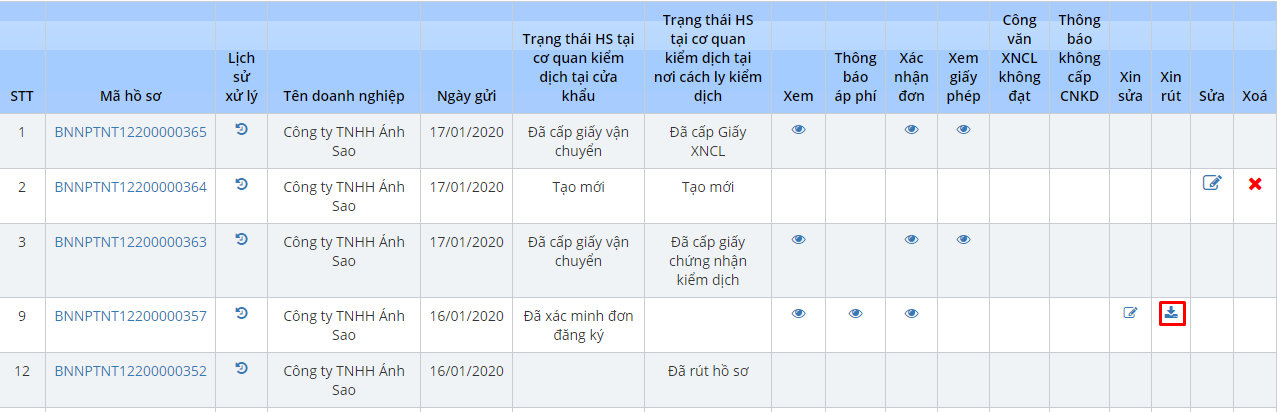 STT
Mã hồ sơ
Lịch
sử
xử lý
Tên doanh nghiệp
Ngày gửi
Trạng thái HS tại
cơ quan kiểm
dịch tại cửa
khẩu
Trạng thái HS
tại cơ quan
kiểm dịch tại
nơi cách ly kiểm
dịch
Xem
Thông
báo
áp phí
Xác
nhận
đơn
Xem
giấy
phép
Công
văn
XNCL
không
đạt
Thông
báo
không
cấp
CNKD
Xin
sửa
Xin
rút
Sửa
Xoá
1
BNNPTNT12200000365
Công ty TNHH Ánh
Sao
17/01/2020
Đã cấp giấy vận
chuyển
Đã cấp Giấy
XNCL
2
BNNPTNT12200000364
Công ty TNHH Ánh
Sao
17/01/2020
Tạo mới
Tạo mới
3
BNNPTNT12200000363
Công ty TNHH Ánh
Sao
17/01/2020
Đã cấp giấy vận
chuyển
Đã cấp giấy
chứng nhận
kiểm dịch
9
BNNPTNT12200000357
Công ty TNHH Ánh
Sao
16/01/2020
Đã xác minh đơn
đăng ký
12
BNNPTNT12200000352
Công ty TNHH Ánh
Sao
16/01/2020
Đã rút hồ sơ